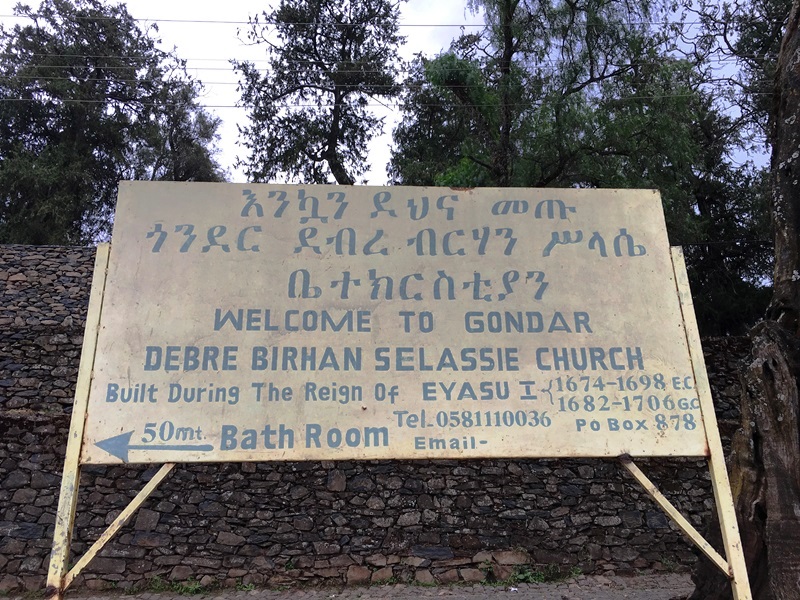 እንኳን ደህና መጡ
ጎንደር ደብረ ብርሃን ሥላሴ
ቤተክርስቲያን
WELCOME TO GONDAR
DEBRE BIRHAN SELASSIE CHURCH
Built During The Reign Of EYASU I {1674-1698 E.C
1682-1706 G.C
50mt. Bath Room Tel-0581110036 Po Box 878
Email-